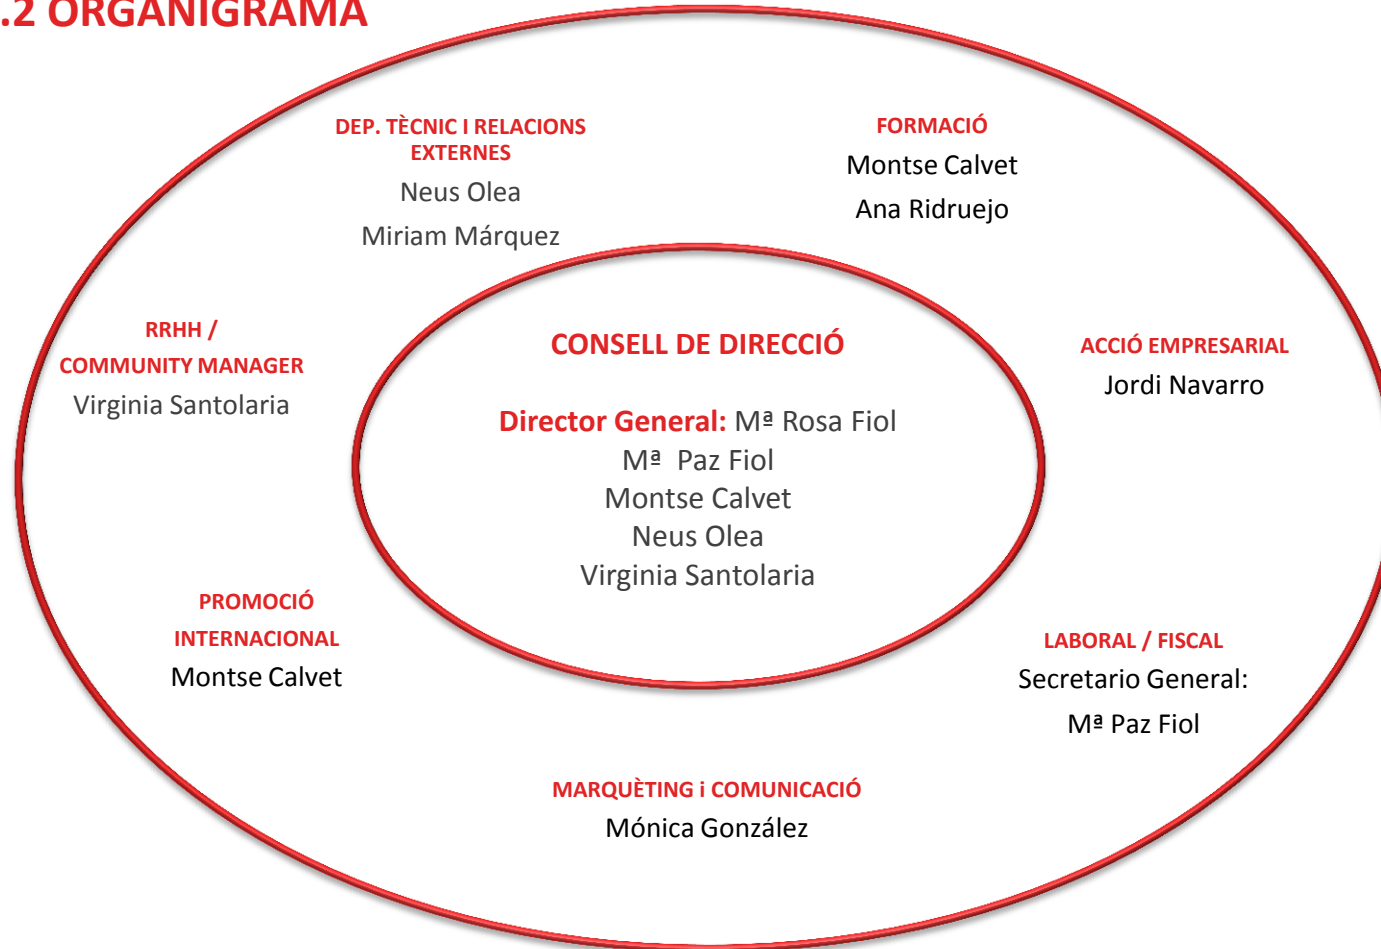 .2 ORGANIGRAMA
DEP. TÈCNIC I RELACIONS
EXTERNES
Neus Olea
Miriam Márquez
FORMACIÓ
Montse Calvet
Ana Ridruejo
RRHH /
COMMUNITY MANAGER
Virginia Santolaria
CONSELL DE DIRECCIÓ
Director General: Mª Rosa Fiol
Mª  Paz Fiol
Montse Calvet
Neus Olea
Virginia Santolaria
ACCIÓ EMPRESARIAL
Jordi Navarro
PROMOCIÓ
INTERNACIONAL
Montse Calvet
LABORAL / FISCAL
Secretario General:
Mª Paz Fiol
MARQUÈTING i COMUNICACIÓ
Mónica González